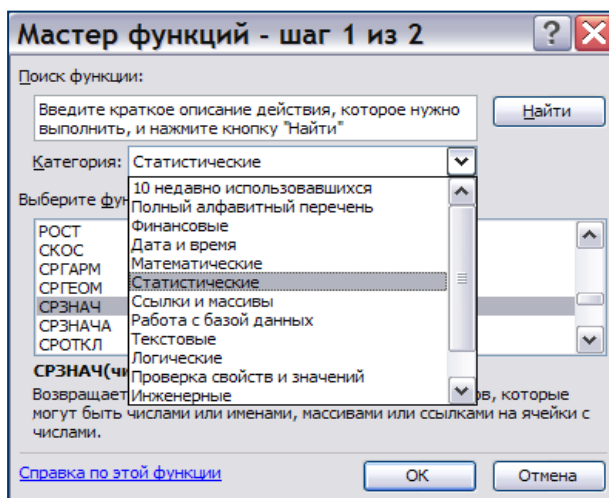 Мастер функций - шаг 1 из 2
Поиск функции:
Введите краткое описание действия, которое нужно
выполнить, и нажмите кнопку "Найти"
Найти
Категория: Статистические
10 недавно использовавшихся
Полный алфавитный перечень
Финансовые
Дата и время
Математические
Статистические
Ссылки и массивы
Работа с базой данных
Текстовые
Логические
Проверка свойств и значений
Инженерные
Выберите
РОСТ
СКОС
СРГАРМ
СРГЕОМ
СРЗНАЧ
СРЗНАЧА
СРОТКЛ
СРЗНАЧ(
Возвращает которые
могут быть числами или именами, массивами или ссылками на ячейки с
числами.
Справка по этой функции
ОК
Отмена